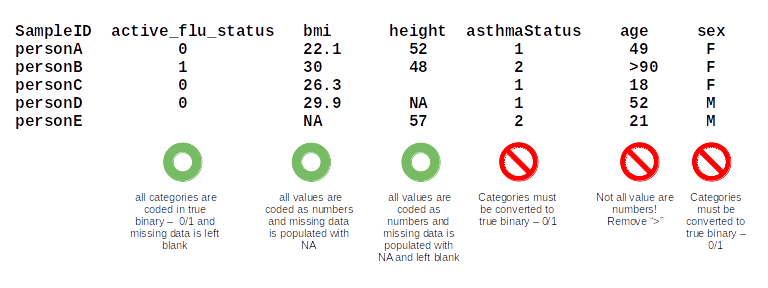 SampleID active_flu_status bmi height asthmaStatus age sex
personA 0 22.1 52 1 49 F
personB 1 30 48 2 >90 F
personC 0 26.3 1 18 F
personD 0 29.9 NA 1 52 M
personE NA 57 2 21 M
all categories are
coded in true
binary – 0/1 and
missing data is left
blank
all values are
coded as numbers
and missing data
is populated with
NA
all values are
coded as
numbers and
missing data is
populated with
NA and left blank
Categories must
be converted to
true binary – 0/1
Not all value are
numbers!
Remove “>”
Categories
must be
converted to
true binary –
0/1